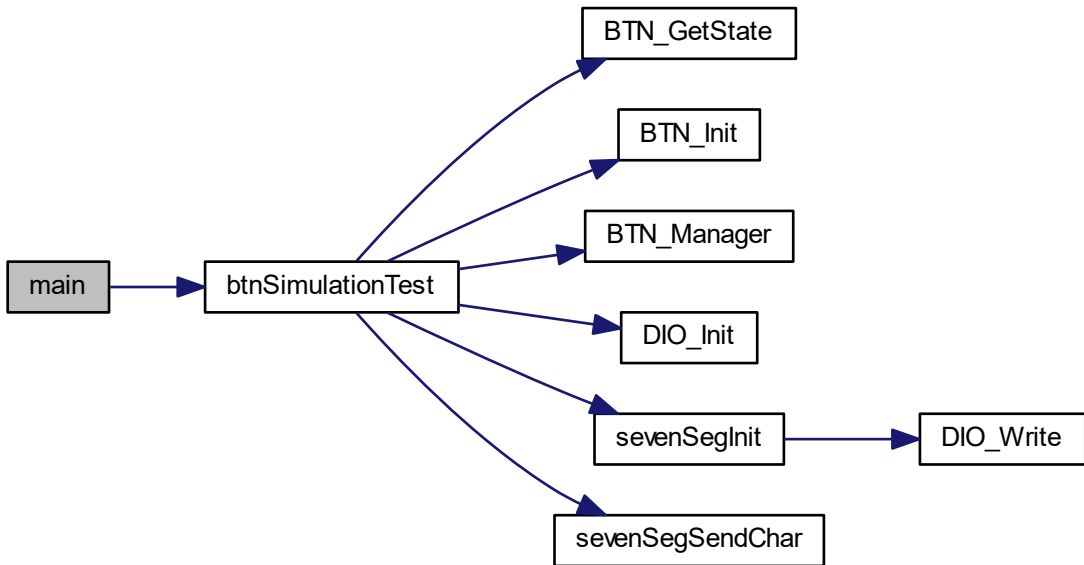 main
btnSimulationTest
BTN_GetState
BTN_Init
BTN_Manager
DIO_Init
sevenSegInit
DIO_Write
sevenSegSendChar